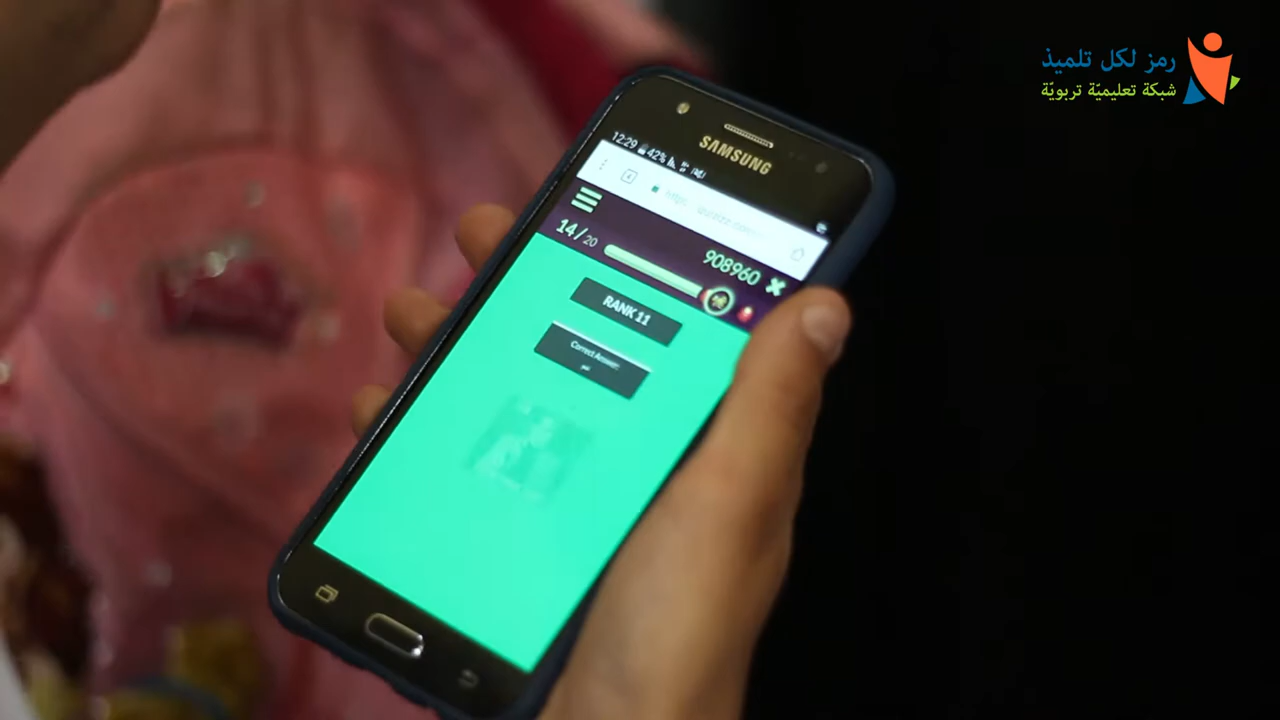 رمز لكل تلميذ
شبكة تعليميّة تربويّة
SAMSUNG
12:29 42%
14/20
908960
RANK 11
Correct Answer: